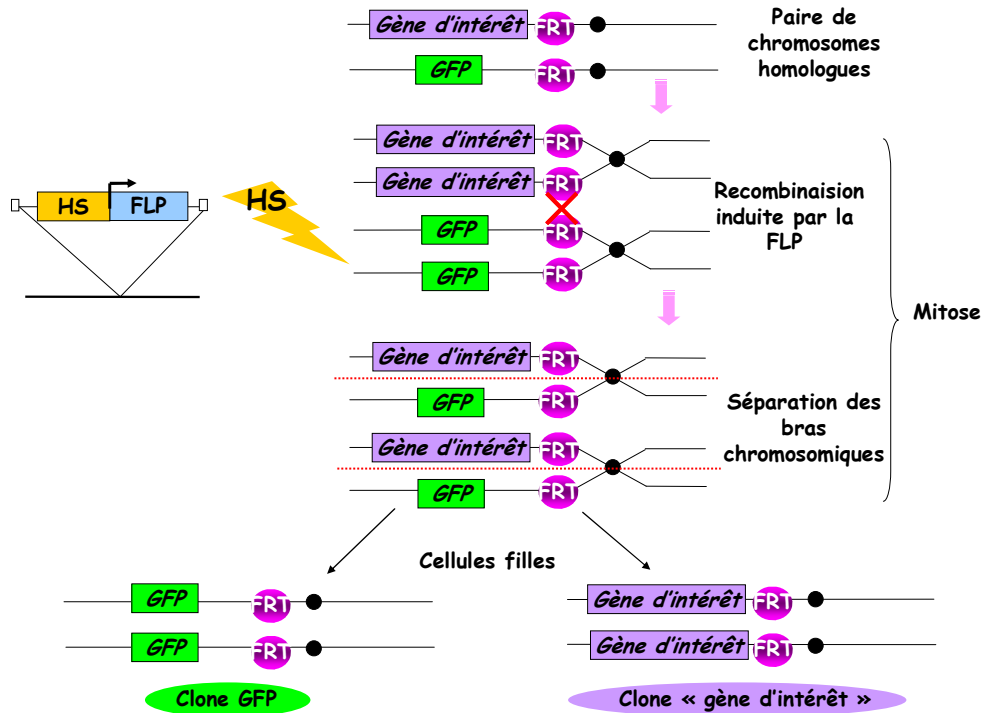 Gène d'intérêt FRT
GFP FRT
Paire de
chromosomes
homologues
HS FLP
HS
Gène d'intérêt FRT
Gène d'intérêt FRT
GFP FRT
GFP FRT
Recombinaision
induite par la
FLP
Mitose
Gène d'intérêt FRT
GFP FRT
Gène d'intérêt FRT
GFP FRT
Séparation des
bras
chromosomiques
Cellules filles
GFP FRT
GFP FRT
Clone GFP
Gène d'intérêt FRT
Gène d'intérêt FRT
Clone « gène d'intérêt »